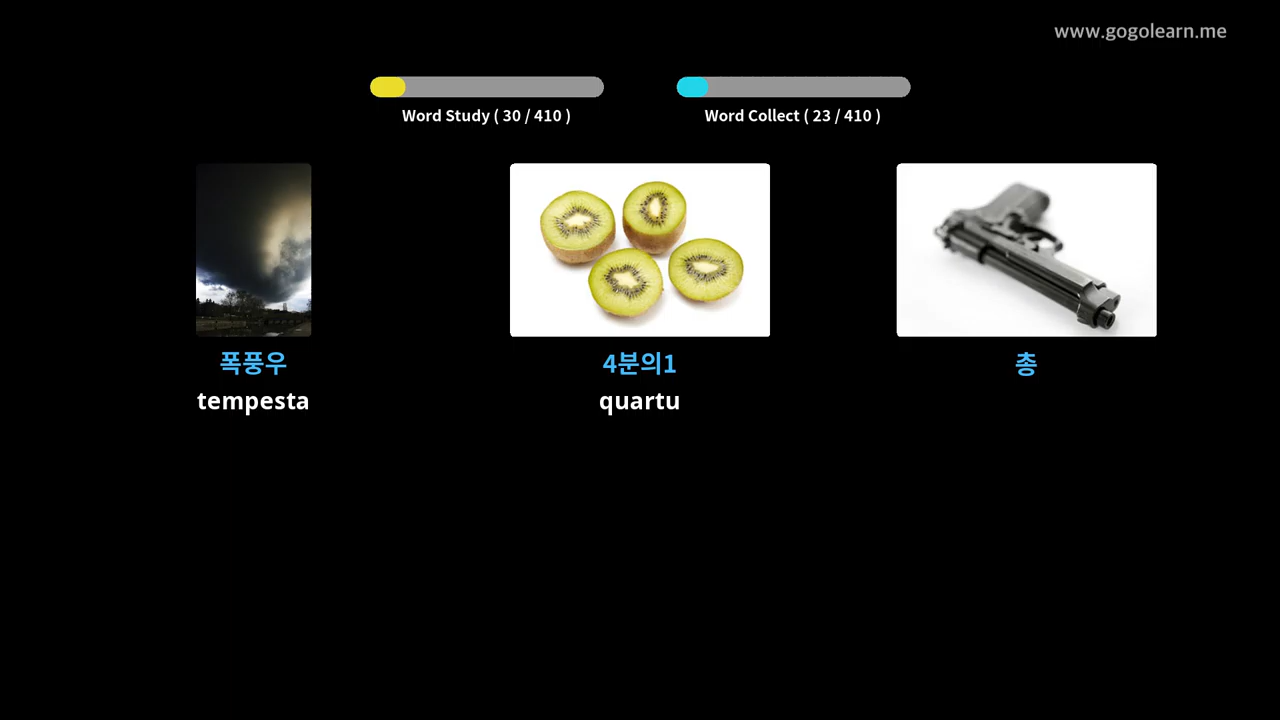 www.gogolearn.me
Word Study ( 30 / 410 )
Word Collect ( 23 / 410 )
폭풍우
tempesta
4분의1
quartu
총